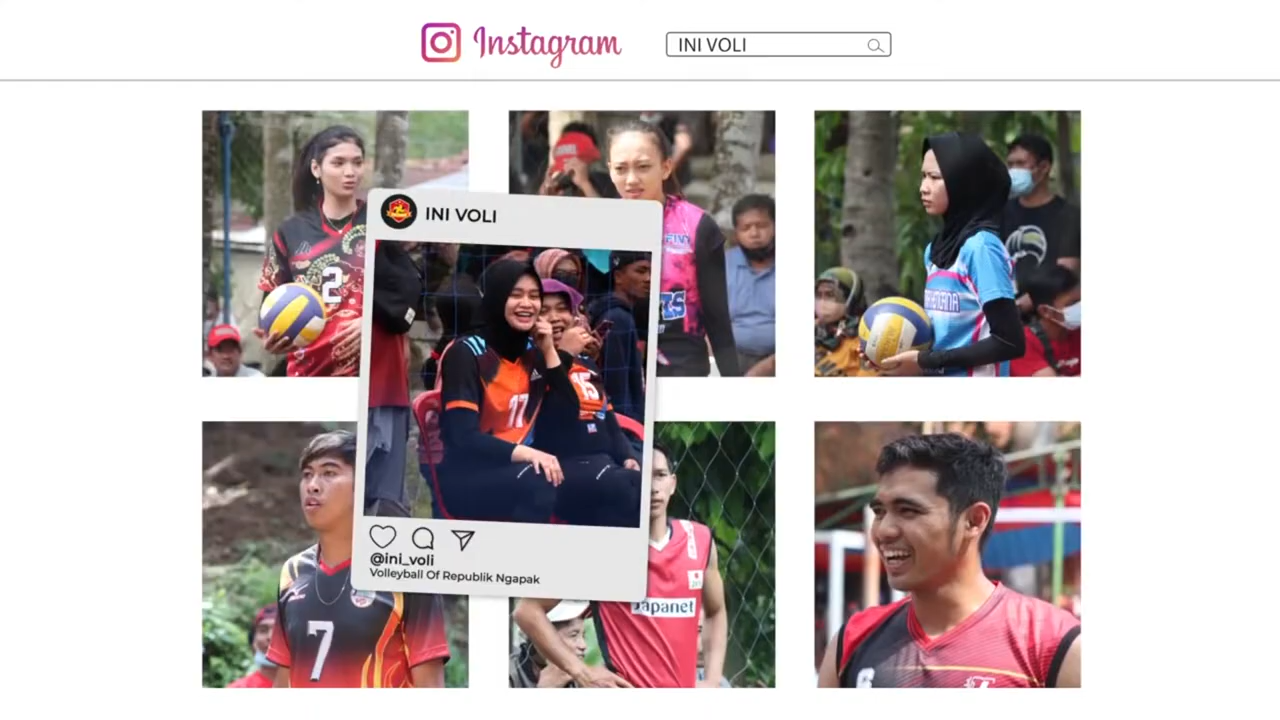 Instagram
INI VOLI
2
INI VOLI
17
15
@ini_voli
Volleyball Of Republik Ngapak
7
Japanet